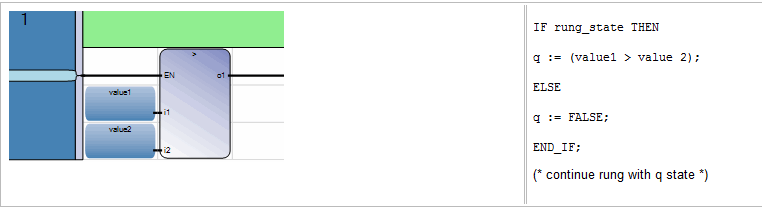 1
>
EN
o1
value1
i1
value2
i2
IF rung_state THEN
q := (value1 > value 2);
ELSE
q := FALSE;
END_IF;
(* continue rung with q state *)